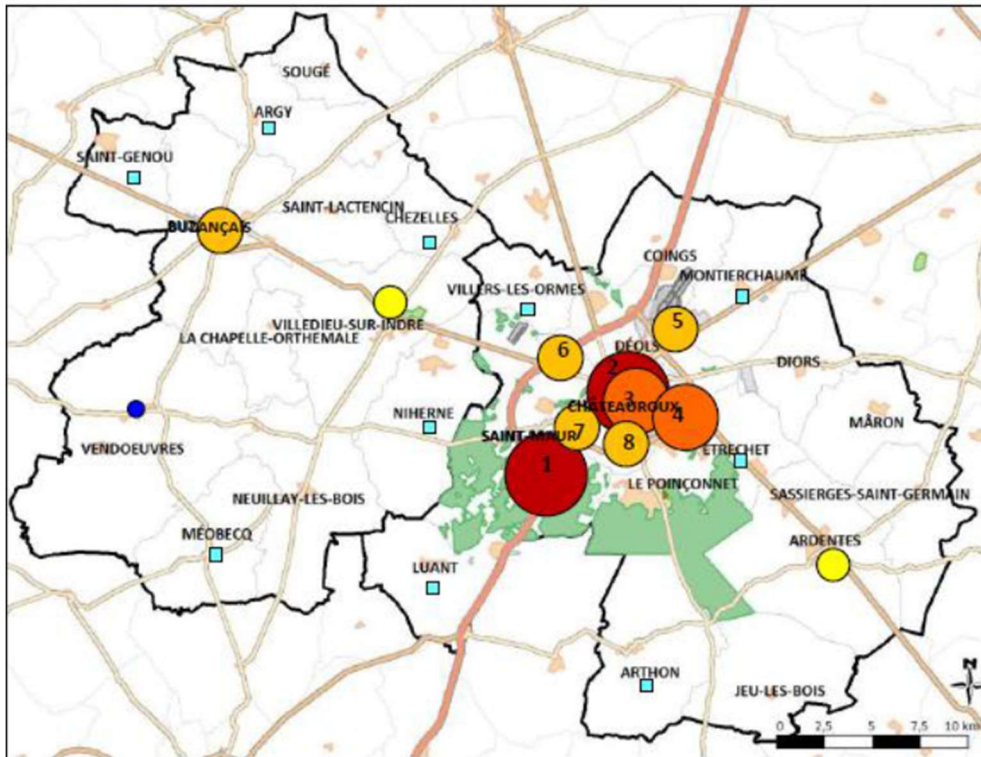 SOUGÉ
ARGY
SAINT-GENOU
SAINT-LACTENCIN
BUZANÇAIS
CHEZELLES
COINGS
MONTIERCHAUME
VILLERS-LES-ORMES
5
VILLEDIEU-SUR-INDRE
LA CHAPELLE-ORTHEMALE
6
DÉOLS
2
DIORS
3
CHATEAUROUX
4
NIHERNE
MÂRON
7
SAINT-MAUR
8
VENDOEUVRES
ETRECHET
1
LE POINÇONNET
NEUILLAY-LES-BOIS
SASSIERGES-SAINT-GERMAIN
MÉOBECQ
ARDENTES
LUANT
ARTHON
JEU-LES-BOIS
N
0 2,5 5 7,5 10 km